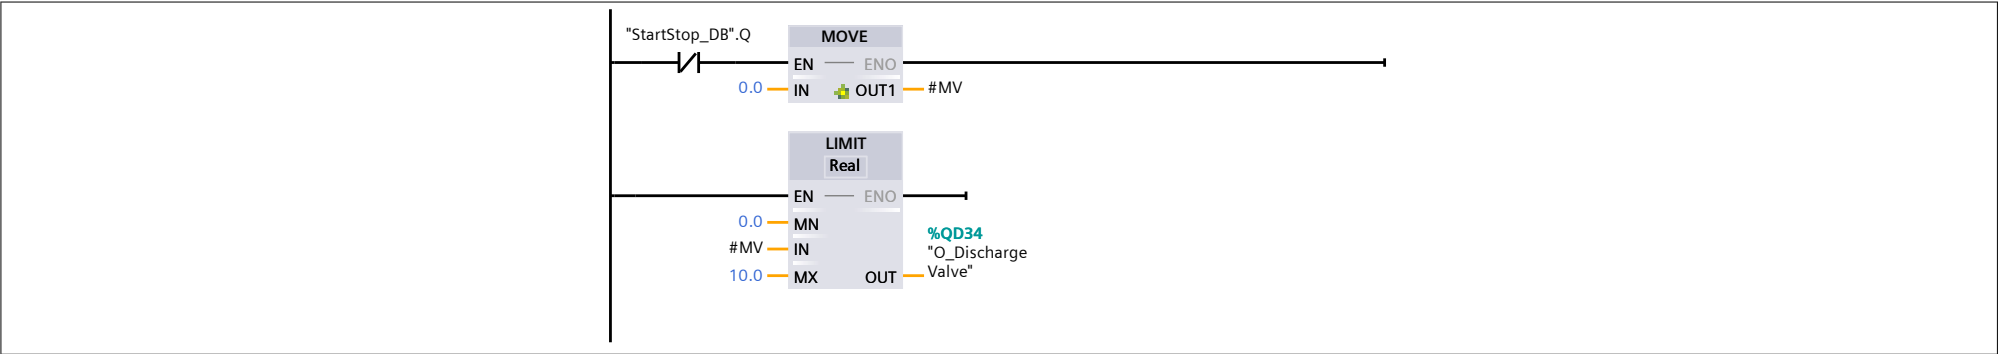 "StartStop_DB".Q
MOVE
EN ENO
0.0 IN OUT1 #MV
LIMIT
Real
EN ENO
0.0 MN
%QD34
#MV IN "O_Discharge
Valve"
10.0 MX OUT